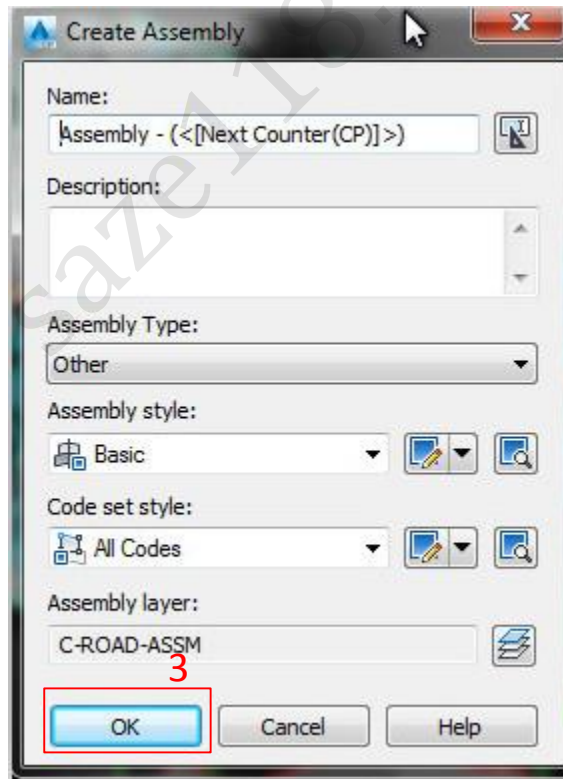 Create Assembly
Name:
Assembly - (<[Next Counter(CP)]>)
Description:
Assembly Type:
Other
Assembly style:
Basic
Code set style:
All Codes
Assembly layer:
C-ROAD-ASSM
3
OK Cancel Help
saze118.